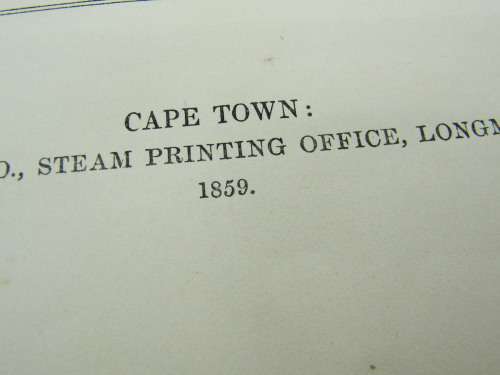 CAPE TOWN:
O., STEAM PRINTING OFFICE, LONGM
1859.